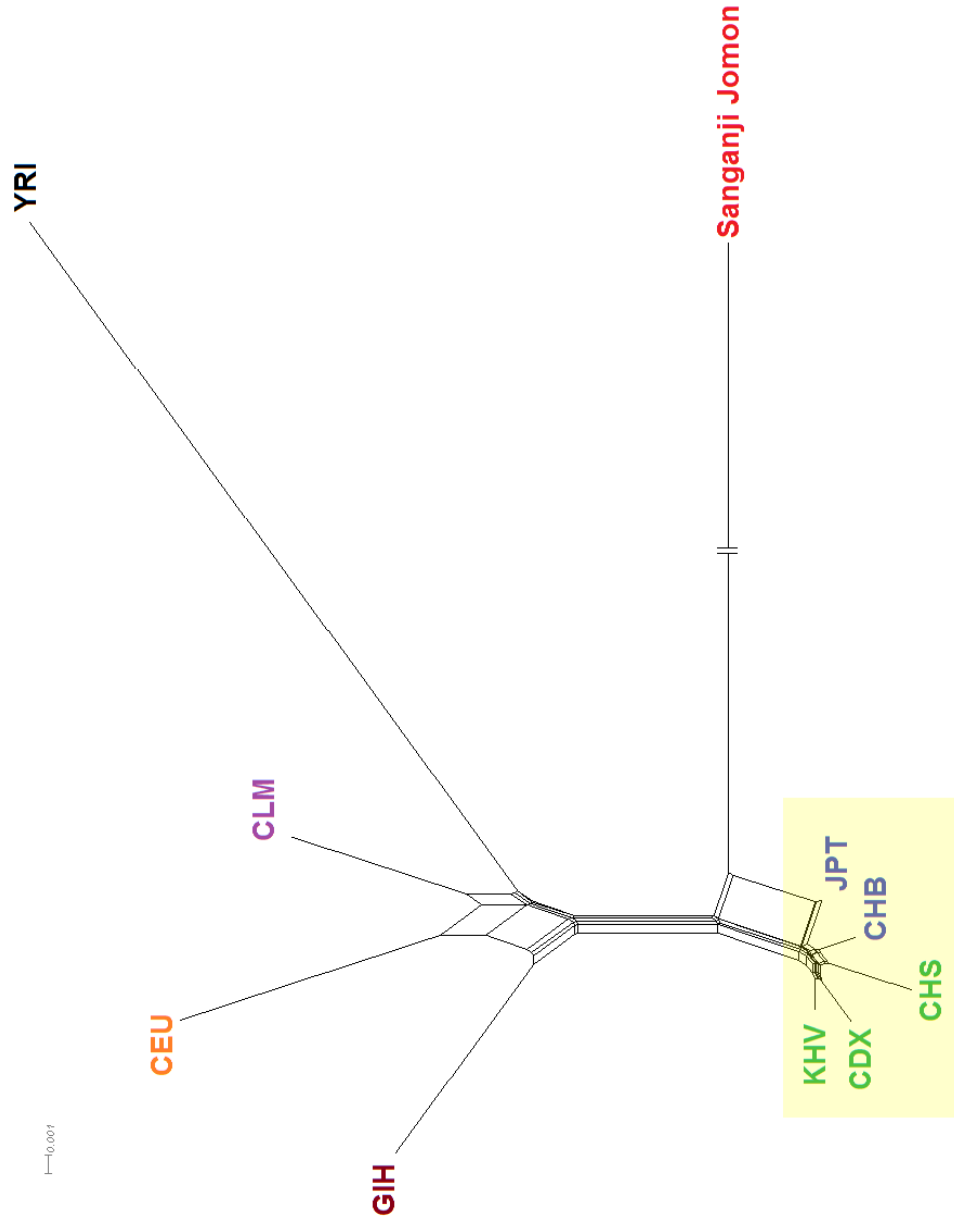 YRI
Sanganji Jomon
CLM
CEU
GIH
JPT
CHB
CHS
KHV
CDX
0.001